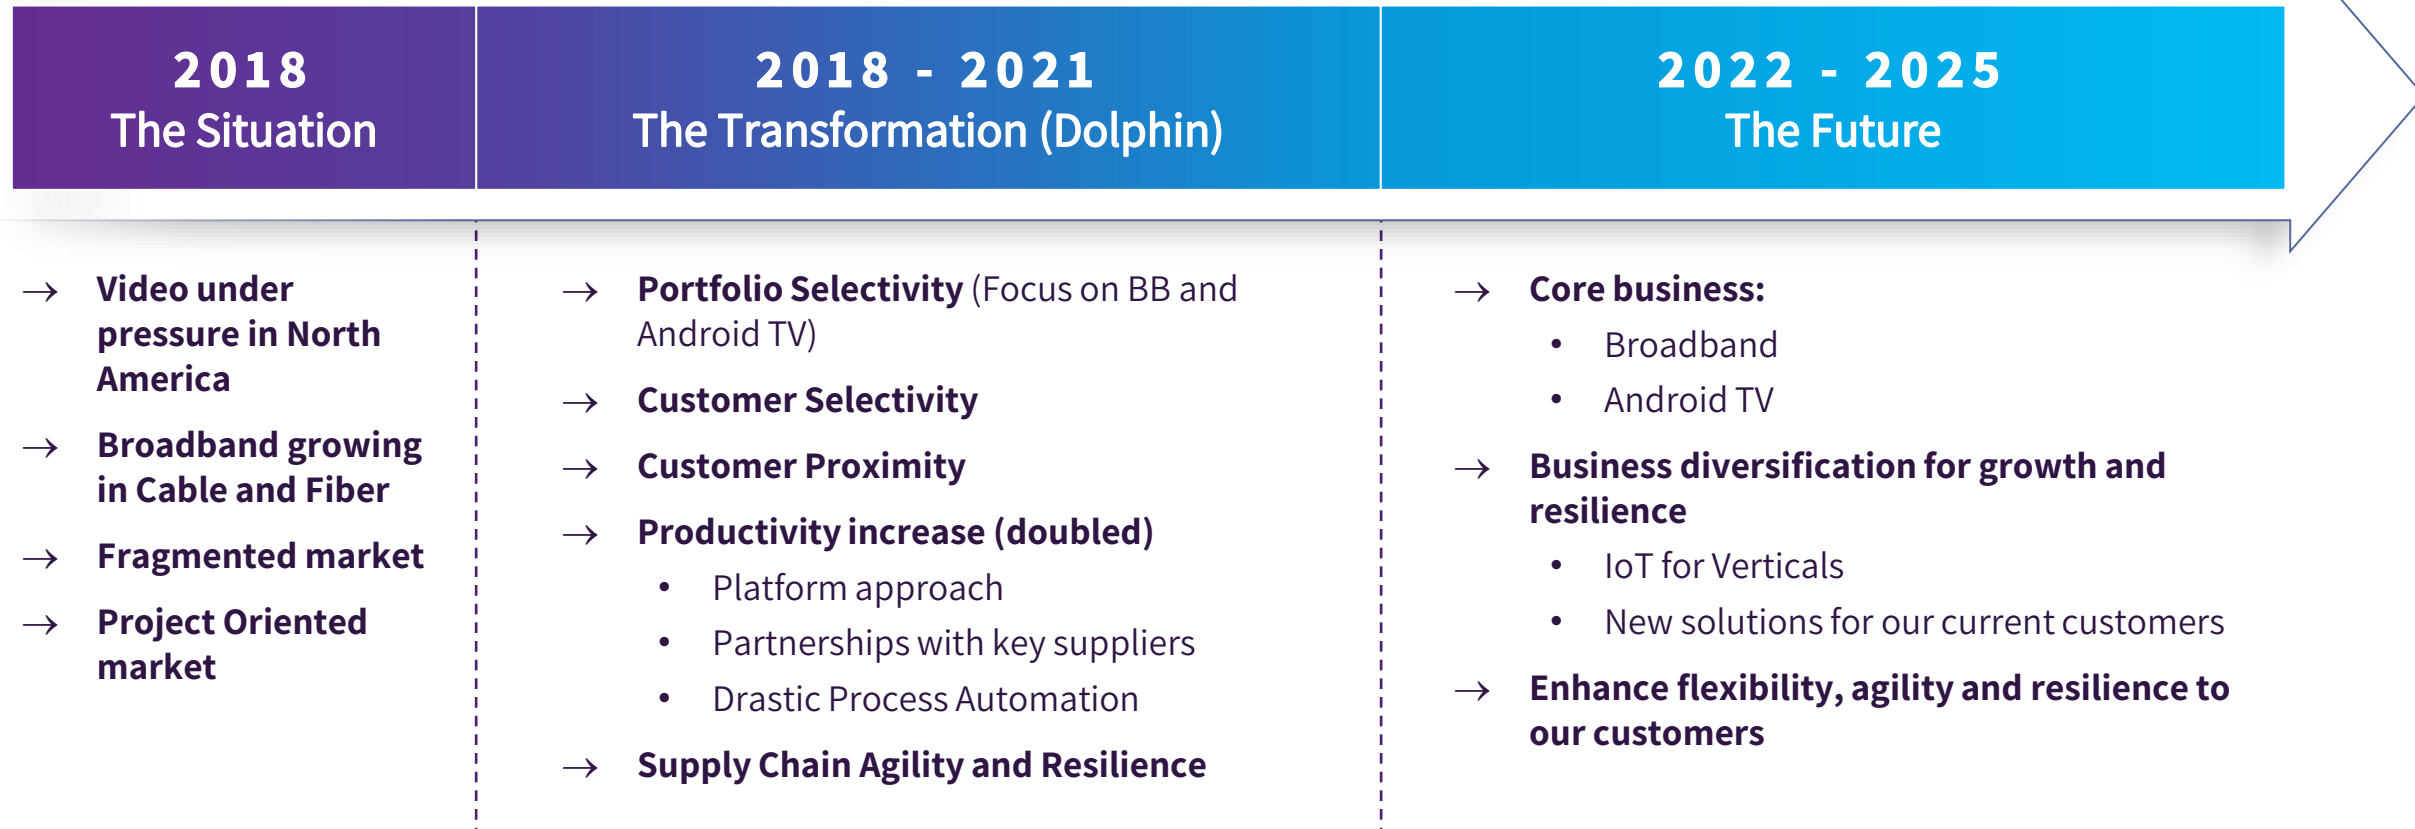 2018
The Situation
2018 - 2021
The Transformation (Dolphin)
2022 - 2025
The Future
→ Video under
pressure in North
America
→ Broadband growing
in Cable and Fiber
→ Fragmented market
→ Project Oriented
market
→ Portfolio Selectivity (Focus on BB and
Android TV)
→ Customer Selectivity
→ Customer Proximity
→ Productivity increase (doubled)
• Platform approach
• Partnerships with key suppliers
• Drastic Process Automation
→ Supply Chain Agility and Resilience
→ Core business:
• Broadband
• Android TV
→ Business diversification for growth and
resilience
• IoT for Verticals
• New solutions for our current customers
→ Enhance flexibility, agility and resilience to
our customers